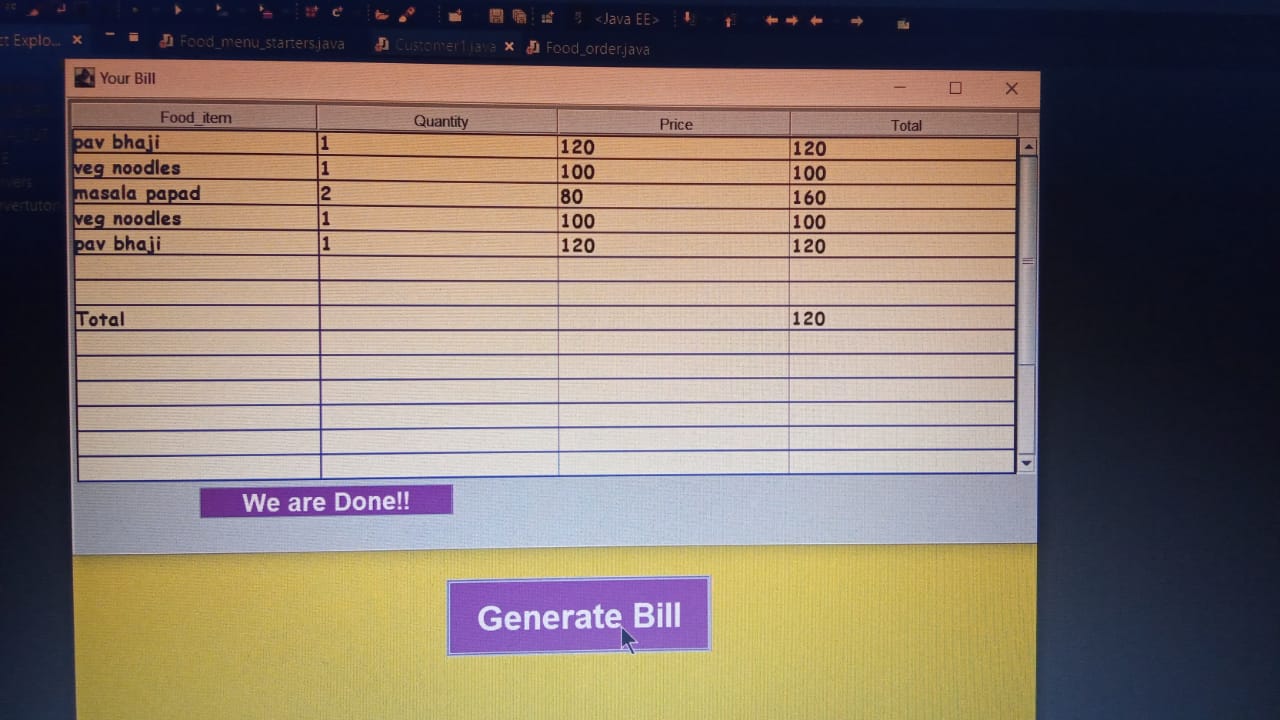 <Java EE>
ct Explo...
Food_menu_starters.java
Customer1.java
Food_order.java
Your Bill
Food_item Quantity Price Total
pav bhaji 1 120 120
veg noodles 1 100 100
masala papad 2 80 160
veg noodles 1 100 100
pav bhaji 1 120 120
Total 120
We are Done!!
Generate Bill